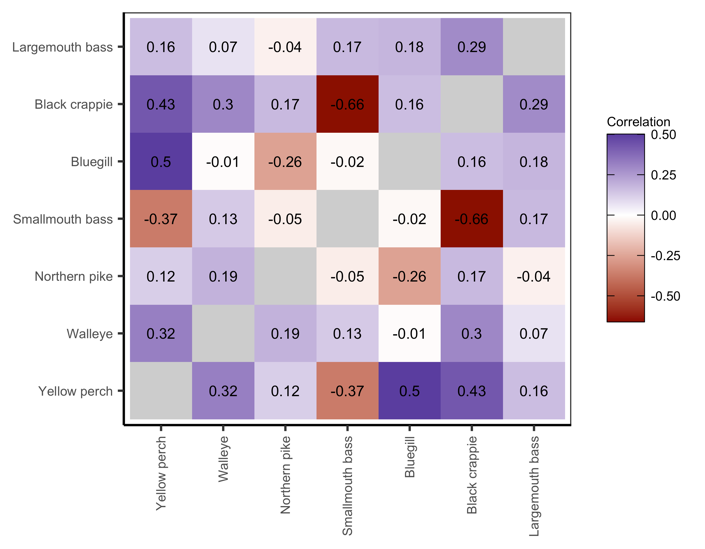 Largemouth bass 0.16 0.07 -0.04 0.17 0.18 0.29
Black crappie 0.43 0.3 0.17 -0.66 0.16 0.29
Bluegill 0.5 -0.01 -0.26 -0.02 0.16 0.18
Smallmouth bass -0.37 0.13 -0.05 -0.02 -0.66 0.17
Northern pike 0.12 0.19 -0.05 -0.26 0.17 -0.04
Walleye 0.32 0.19 0.13 -0.01 0.3 0.07
Yellow perch 0.32 0.12 -0.37 0.5 0.43 0.16
Yellow perch
Walleye
Northern pike
Smallmouth bass
Bluegill
Black crappie
Largemouth bass
Correlation
0.50
0.25
0.00
-0.25
-0.50